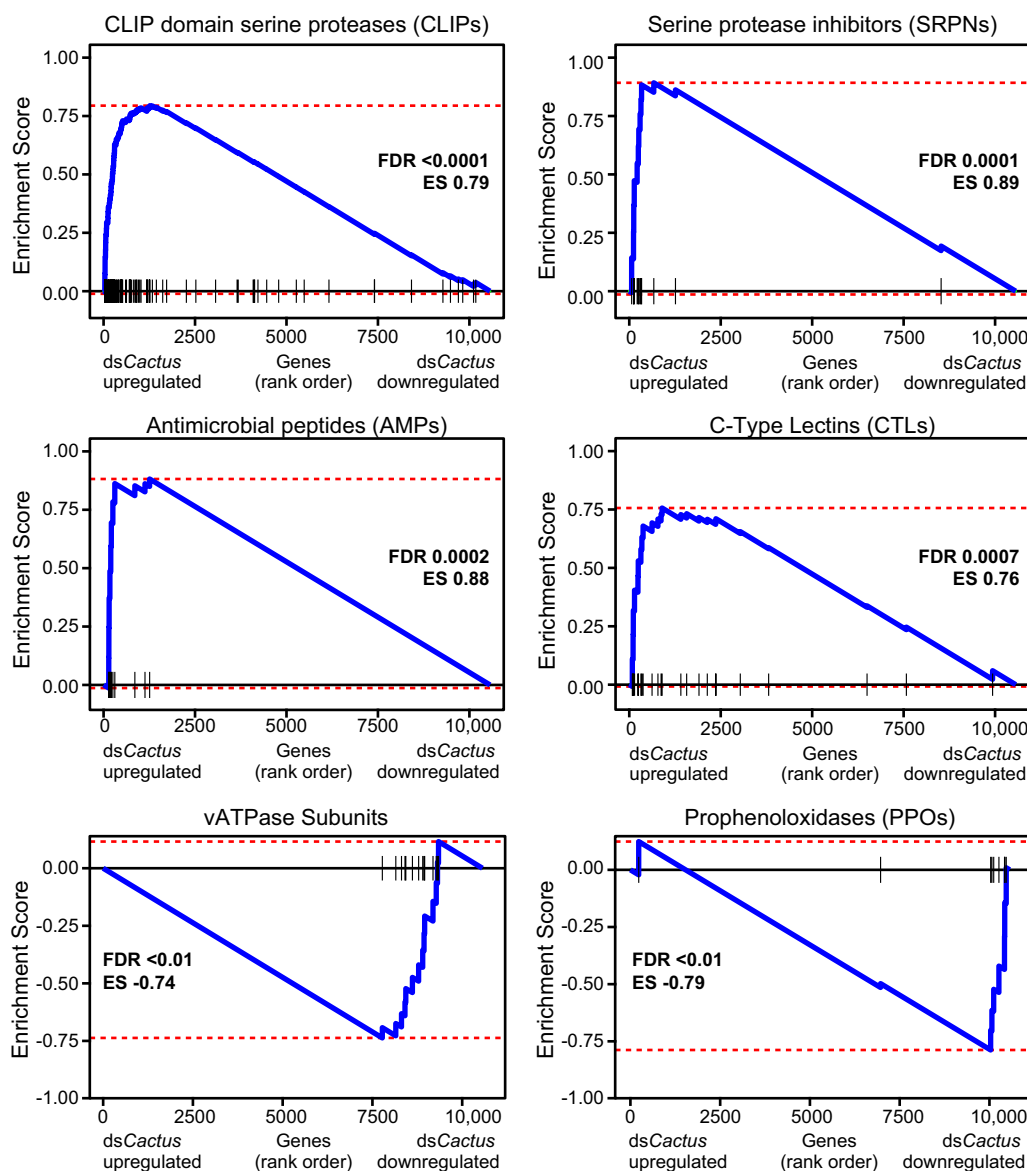 CLIP domain serine proteases (CLIPs)
1.00
0.75
0.50
0.25
0.00
Enrichment Score
FDR <0.0001
ES 0.79
0 2500 5000 7500 10,000
dsCactus Genes dsCactus
upregulated (rank order) downregulated
Serine protease inhibitors (SRPNs)
1.00
0.75
0.50
0.25
0.00
Enrichment Score
FDR 0.0001
ES 0.89
0 2500 5000 7500 10,000
dsCactus Genes dsCactus
upregulated (rank order) downregulated
Antimicrobial peptides (AMPs)
1.00
0.75
0.50
0.25
0.00
Enrichment Score
FDR 0.0002
ES 0.88
0 2500 5000 7500 10,000
dsCactus Genes dsCactus
upregulated (rank order) downregulated
C-Type Lectins (CTLs)
1.00
0.75
0.50
0.25
0.00
Enrichment Score
FDR 0.0007
ES 0.76
0 2500 5000 7500 10,000
dsCactus Genes dsCactus
upregulated (rank order) downregulated
vATPase Subunits
0.00
-0.25
-0.50
-0.75
-1.00
Enrichment Score
FDR <0.01
ES -0.74
0 2500 5000 7500 10,000
dsCactus Genes dsCactus
upregulated (rank order) downregulated
Prophenoloxidases (PPOs)
0.00
-0.25
-0.50
-0.75
-1.00
Enrichment Score
FDR <0.01
ES -0.79
0 2500 5000 7500 10,000
dsCactus Genes dsCactus
upregulated (rank order) downregulated